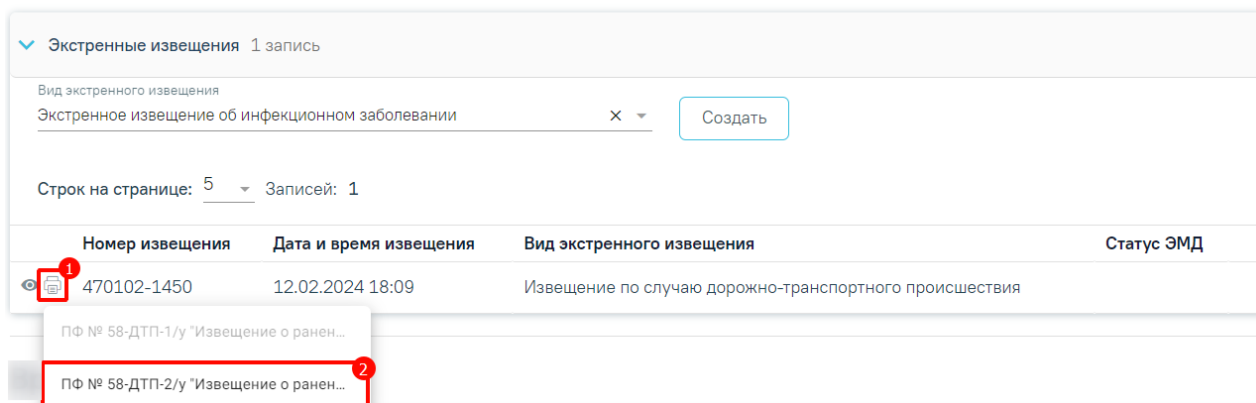 Экстренные извещения 1 запись
Вид экстренного извещения
Экстренное извещение об инфекционном заболевании
Создать
Строк на странице: 5 Записей: 1
Номер извещения Дата и время извещения Вид экстренного извещения Статус ЭМД
1
470102-1450 12.02.2024 18:09 Извещение по случаю дорожно-транспортного происшествия
ПФ № 58-ДТП-1/у "Извещение о ранен...
2
ПФ № 58-ДТП-2/у "Извещение о ранен...